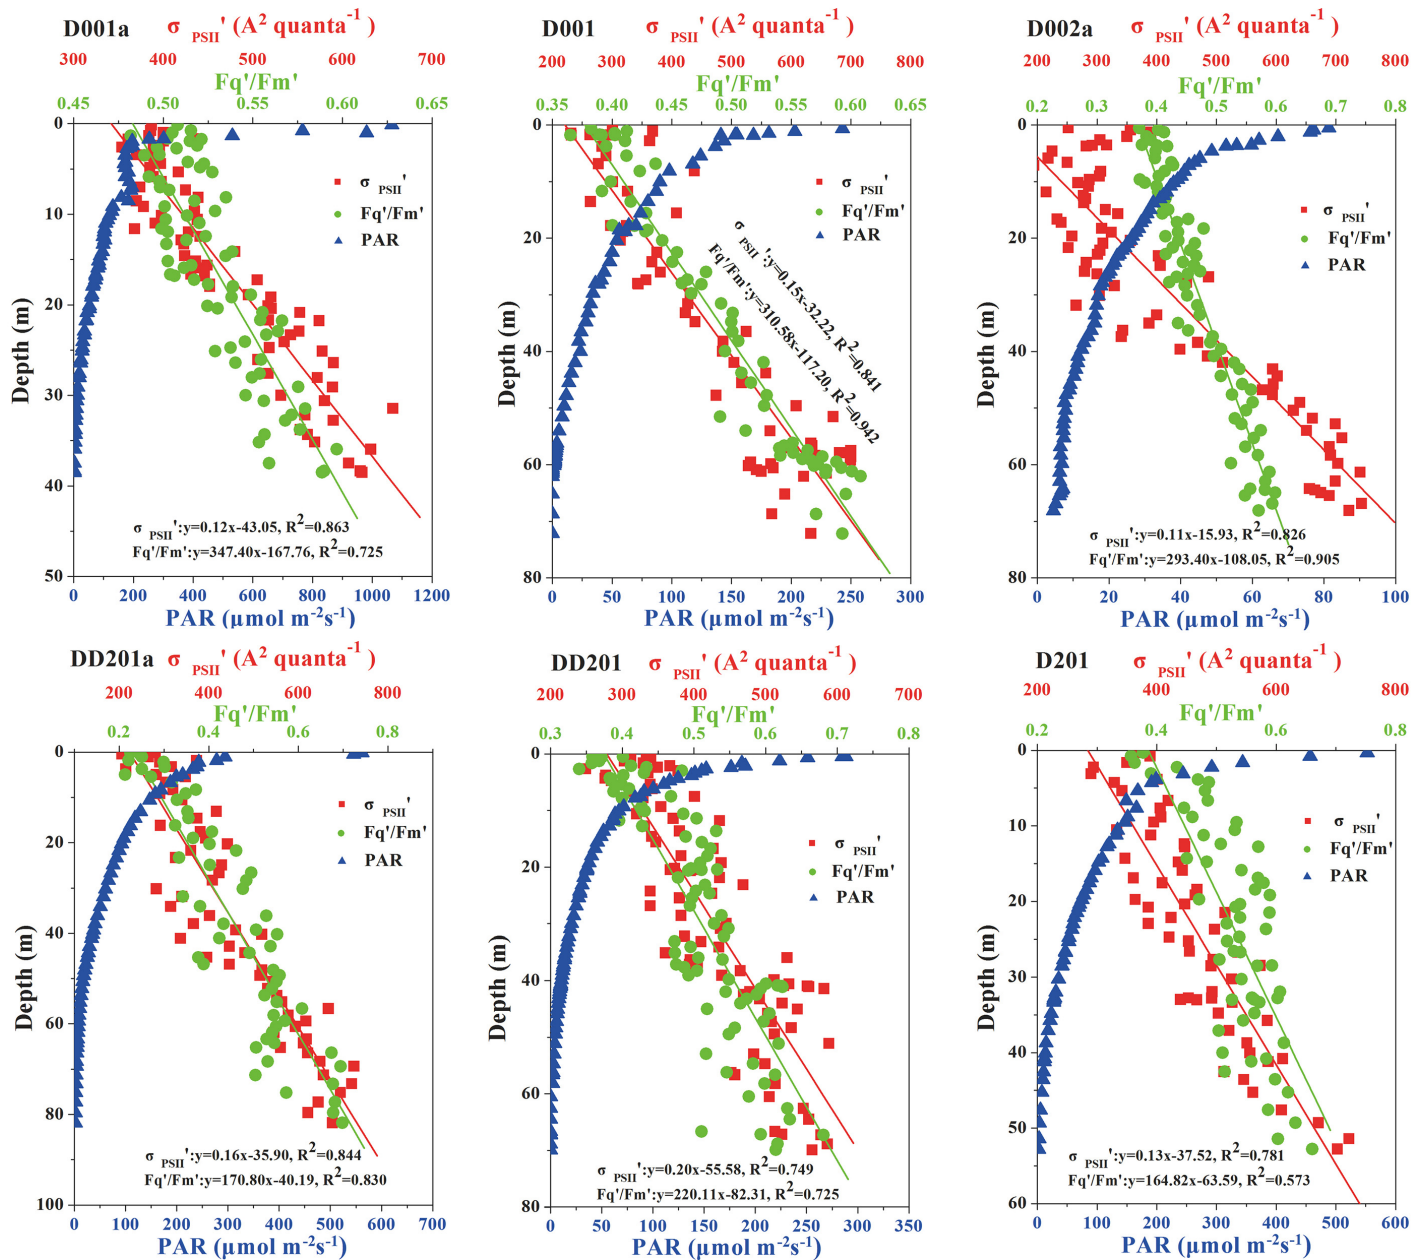 D001a σ PSII' (A² quanta⁻¹)
300 400 500 600 700
Fq'/Fm'
0.45 0.50 0.55 0.60 0.65
0
10
20
30
40
50
Depth (m)
σ PSII'
Fq'/Fm'
PAR
σ PSII':y=0.12x-43.05, R²=0.863
Fq'/Fm':y=347.40x-167.76, R²=0.725
0 200 400 600 800 1000 1200
PAR (μmol m⁻²s⁻¹)
D001 σ PSII' (A² quanta⁻¹)
200 300 400 500 600 700 800
Fq'/Fm'
0.35 0.40 0.45 0.50 0.55 0.60 0.65
0
20
40
60
80
Depth (m)
σ PSII'
Fq'/Fm'
PAR
σ PSII':y=0.15x-32.22, R²=0.841
Fq'/Fm':y=310.58x-117.20, R²=0.942
0 50 100 150 200 250 300
PAR (μmol m⁻²s⁻¹)
D002a σ PSII' (A² quanta⁻¹)
200 300 400 500 600 700 800
Fq'/Fm'
0.2 0.3 0.4 0.5 0.6 0.7 0.8
0
20
40
60
80
Depth (m)
σ PSII'
Fq'/Fm'
PAR
σ PSII':y=0.11x-15.93, R²=0.826
Fq'/Fm':y=293.40x-108.05, R²=0.905
0 20 40 60 80 100
PAR (μmol m⁻²s⁻¹)
DD201a σ PSII' (A² quanta⁻¹)
200 400 600 800
Fq'/Fm'
0.2 0.4 0.6 0.8
0
20
40
60
80
100
Depth (m)
σ PSII'
Fq'/Fm'
PAR
σ PSII':y=0.16x-35.90, R²=0.844
Fq'/Fm':y=170.80x-40.19, R²=0.830
0 100 200 300 400 500 600 700
PAR (μmol m⁻²s⁻¹)
DD201 σ PSII' (A² quanta⁻¹)
200 300 400 500 600 700
Fq'/Fm'
0.3 0.4 0.5 0.6 0.7 0.8
0
20
40
60
80
Depth (m)
σ PSII'
Fq'/Fm'
PAR
σ PSII':y=0.20x-55.58, R²=0.749
Fq'/Fm':y=220.11x-82.31, R²=0.725
0 50 100 150 200 250 300 350
PAR (μmol m⁻²s⁻¹)
D201 σ PSII' (A² quanta⁻¹)
200 400 600 800
Fq'/Fm'
0.2 0.4 0.6 0.8
0
10
20
30
40
50
60
Depth (m)
σ PSII'
Fq'/Fm'
PAR
σ PSII':y=0.13x-37.52, R²=0.781
Fq'/Fm':y=164.82x-63.59, R²=0.573
0 100 200 300 400 500 600
PAR (μmol m⁻²s⁻¹)